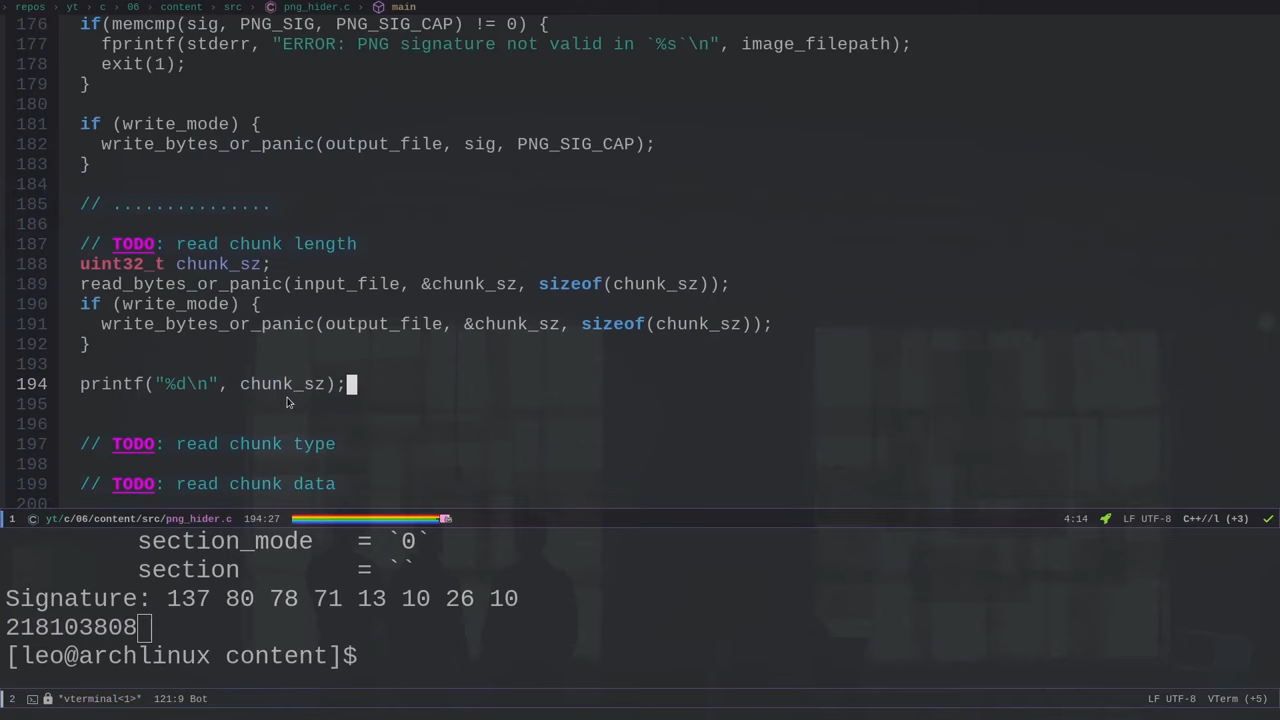 repos › yt › c › 06 › content › src › png_hider.c › main
176 if(memcmp(sig, PNG_SIG, PNG_SIG_CAP) != 0) {
177 fprintf(stderr, "ERROR: PNG signature not valid in `%s`\n", image_filepath);
178 exit(1);
179 }
180
181 if (write_mode) {
182 write_bytes_or_panic(output_file, sig, PNG_SIG_CAP);
183 }
184
185 // ...............
186
187 // TODO: read chunk length
188 uint32_t chunk_sz;
189 read_bytes_or_panic(input_file, &chunk_sz, sizeof(chunk_sz));
190 if (write_mode) {
191 write_bytes_or_panic(output_file, &chunk_sz, sizeof(chunk_sz));
192 }
193
194 printf("%d\n", chunk_sz);
195
196
197 // TODO: read chunk type
198
199 // TODO: read chunk data
200
1 yt/c/06/content/src/png_hider.c 194:27 4:14 LF UTF-8 C++//l (+3)
section_mode = `0`
section = ``
Signature: 137 80 78 71 13 10 26 10
218103808
[leo@archlinux content]$
2 *vterminal<1>* 121:9 Bot LF UTF-8 VTerm (+5)